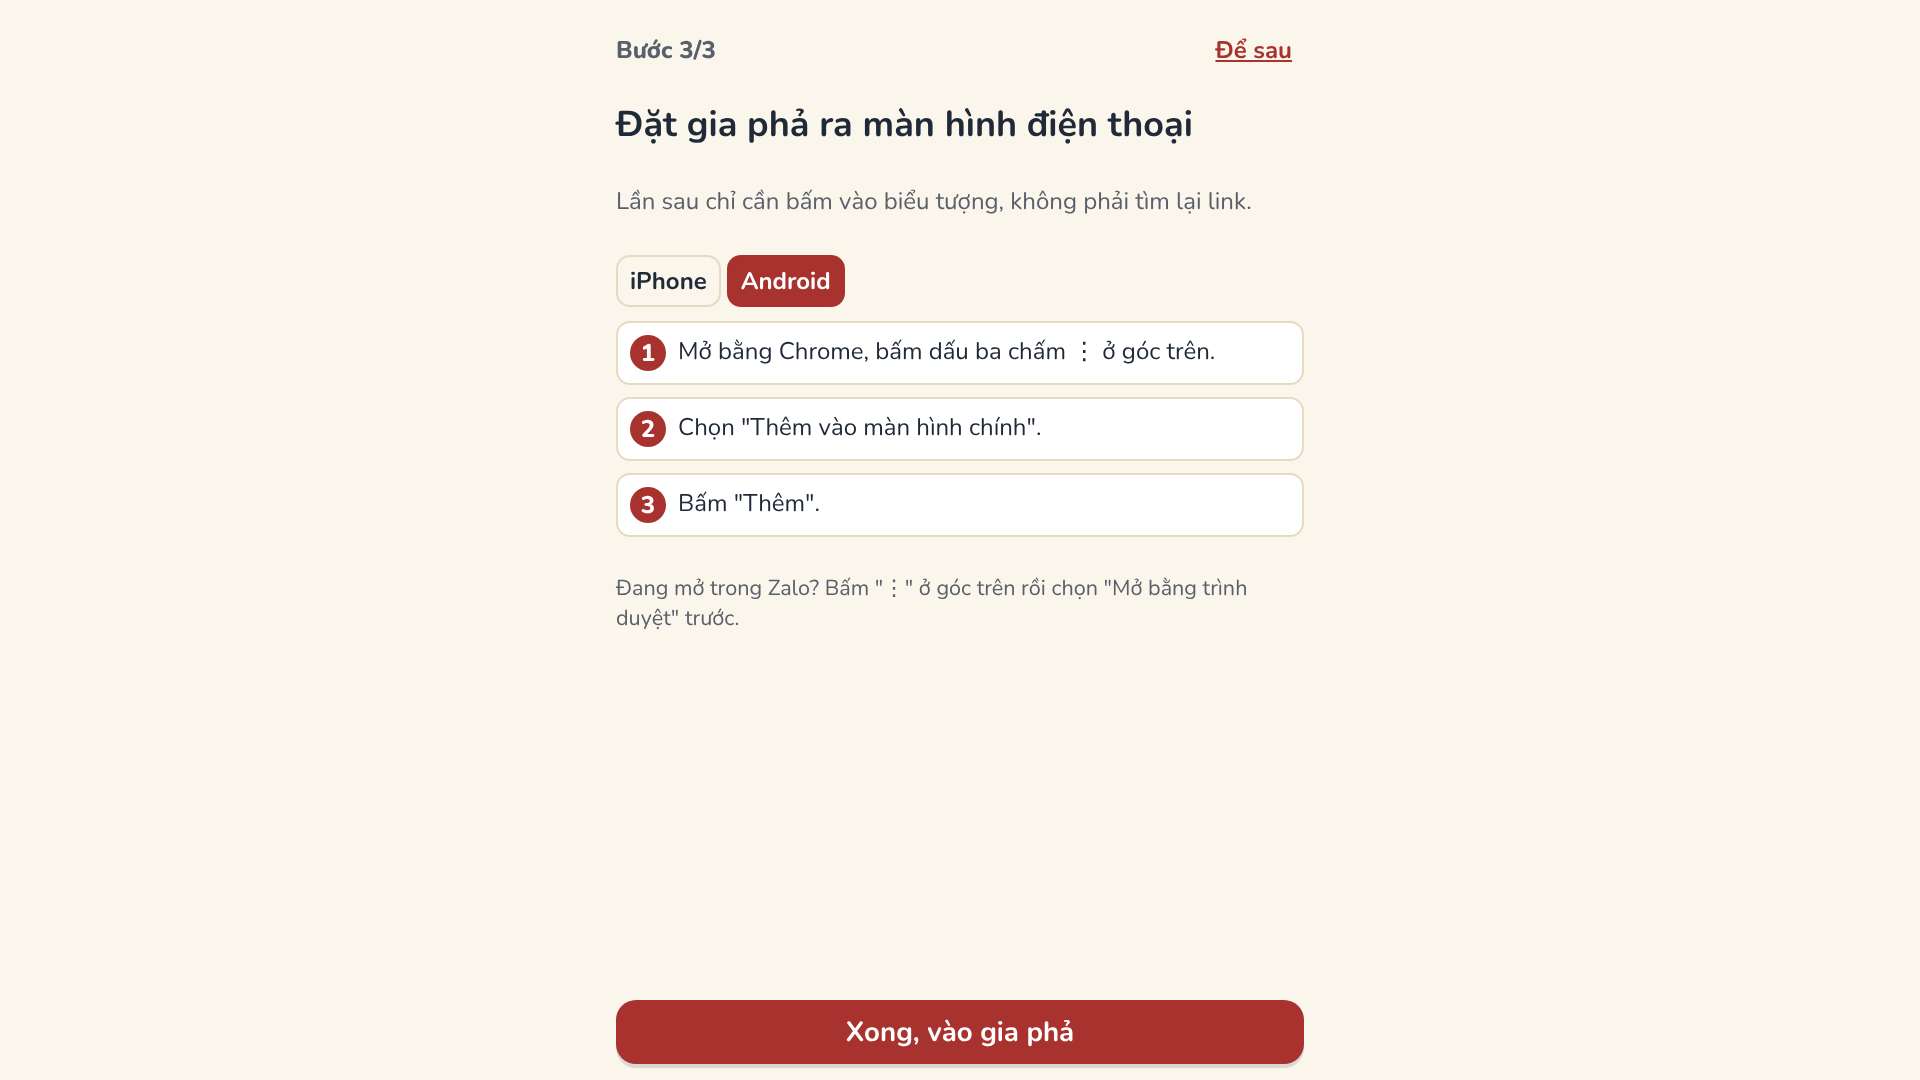 Bước 3/3
Để sau
Đặt gia phả ra màn hình điện thoại
Lần sau chỉ cần bấm vào biểu tượng, không phải tìm lại link.
iPhone
Android
1 Mở bằng Chrome, bấm dấu ba chấm ⋮ ở góc trên.
2 Chọn "Thêm vào màn hình chính".
3 Bấm "Thêm".
Đang mở trong Zalo? Bấm "⋮" ở góc trên rồi chọn "Mở bằng trình
duyệt" trước.
Xong, vào gia phả